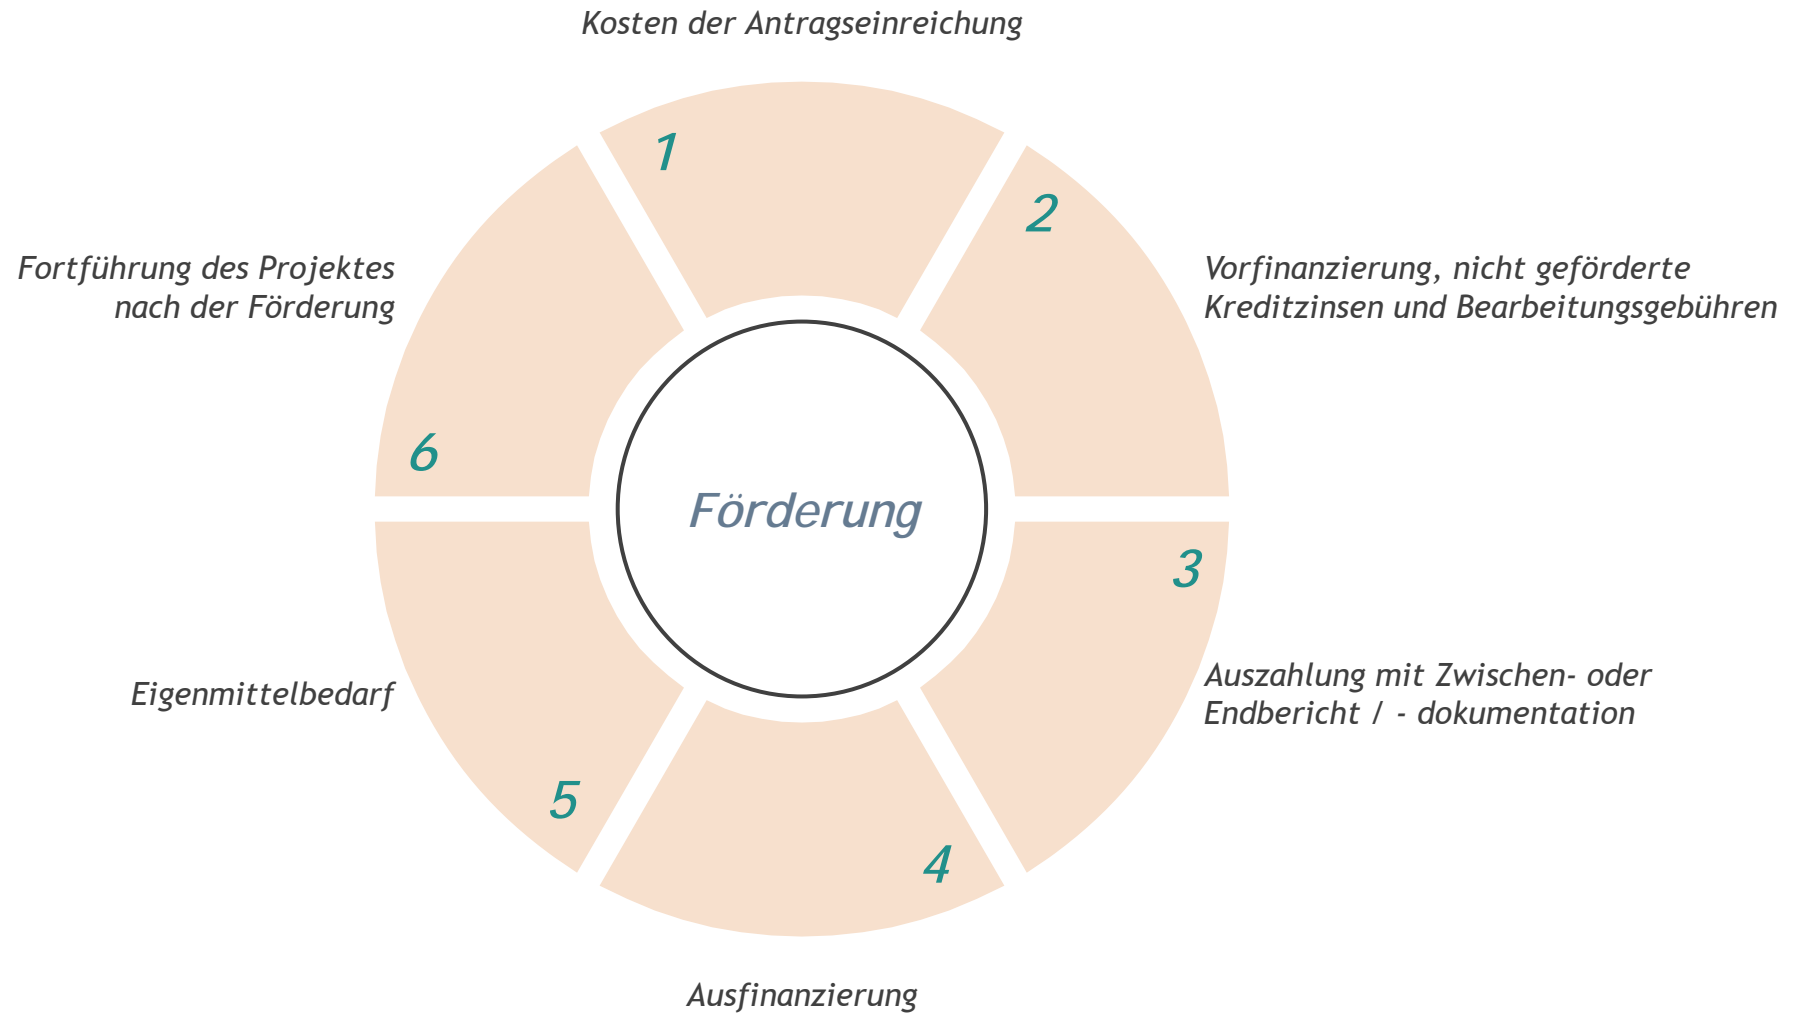 Kosten der Antragseinreichung
1
2
Vorfinanzierung, nicht geförderte
Kreditzinsen und Bearbeitungsgebühren
3
Auszahlung mit Zwischen- oder
Endbericht / - dokumentation
4
Ausfinanzierung
5
Eigenmittelbedarf
6
Fortführung des Projektes
nach der Förderung
Förderung